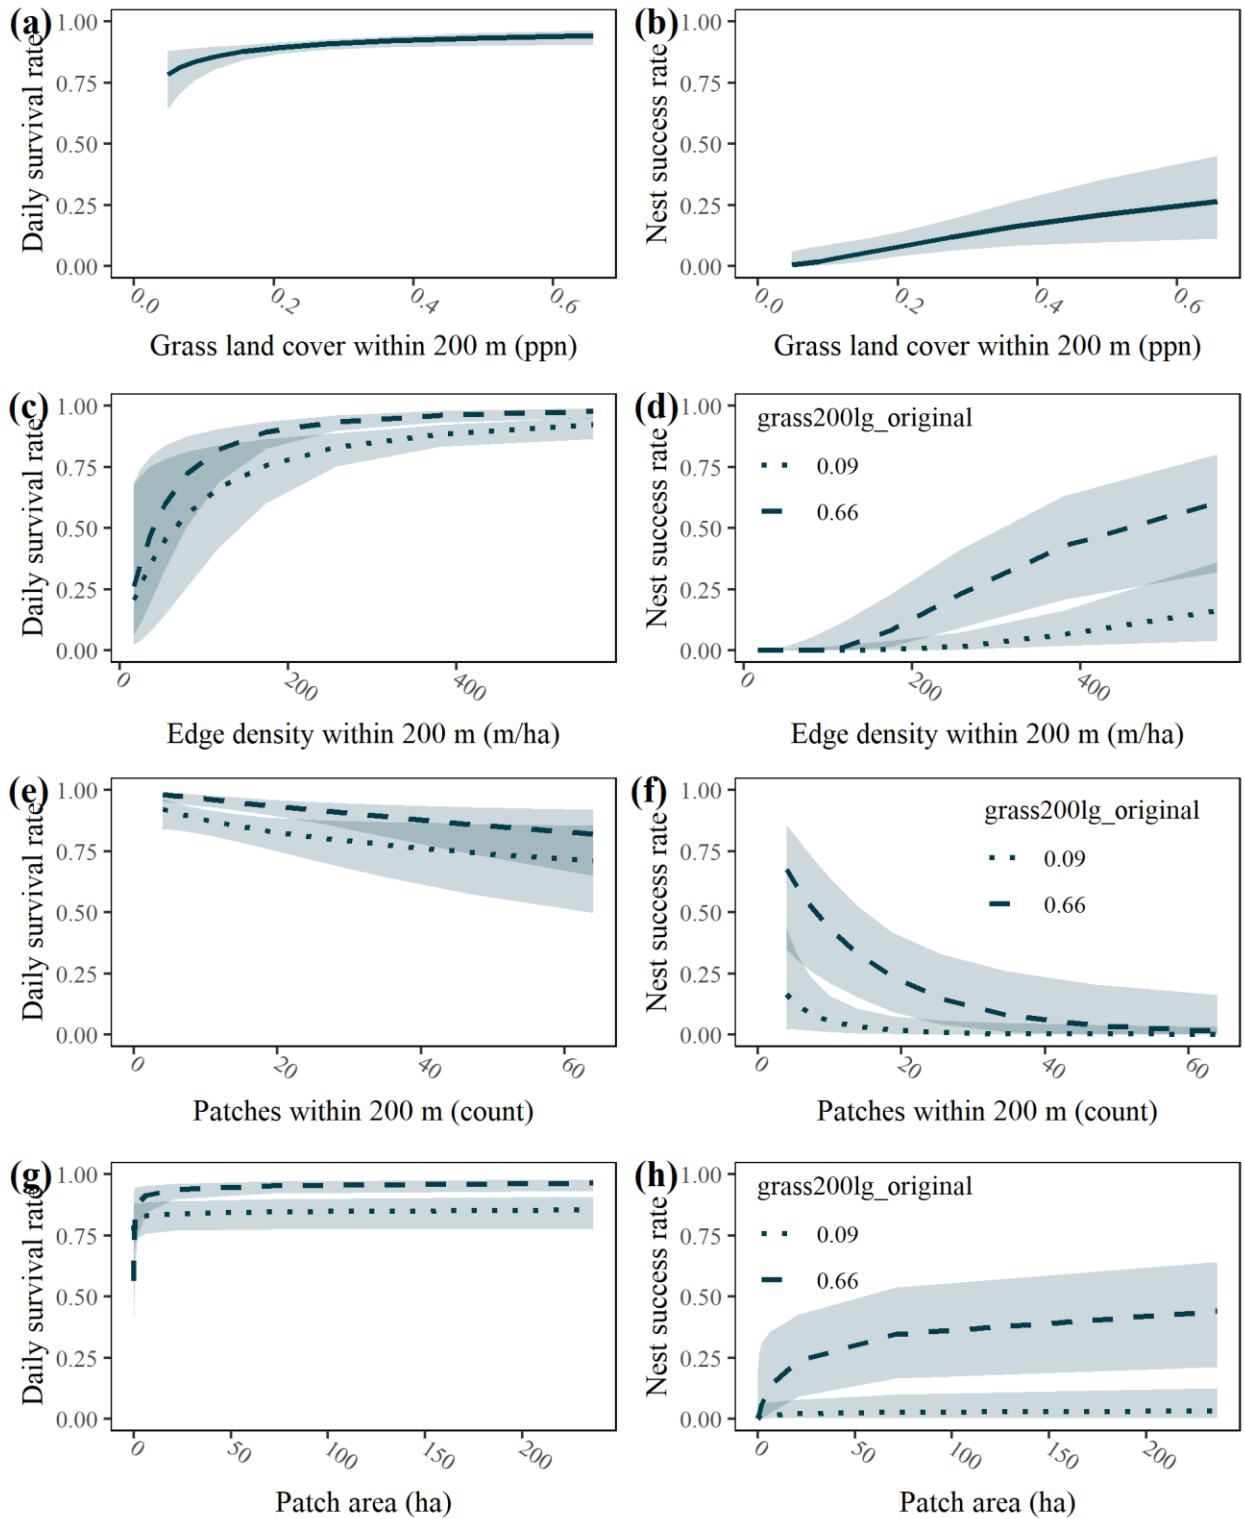 (a)
Daily survival rate
1.00
0.75
0.50
0.25
0.00
0.0
0.2
0.4
0.6
Grass land cover within 200 m (ppn)
(b)
Nest success rate
1.00
0.75
0.50
0.25
0.00
0.0
0.2
0.4
0.6
Grass land cover within 200 m (ppn)
(c)
Daily survival rate
1.00
0.75
0.50
0.25
0.00
0
200
400
Edge density within 200 m (m/ha)
(d)
Nest success rate
1.00
0.75
0.50
0.25
0.00
grass200lg_original
0.09
0.66
0
200
400
Edge density within 200 m (m/ha)
(e)
Daily survival rate
1.00
0.75
0.50
0.25
0.00
0
20
40
60
Patches within 200 m (count)
(f)
Nest success rate
1.00
0.75
0.50
0.25
0.00
grass200lg_original
0.09
0.66
0
20
40
60
Patches within 200 m (count)
(g)
Daily survival rate
1.00
0.75
0.50
0.25
0.00
0
50
100
150
200
Patch area (ha)
(h)
Nest success rate
1.00
0.75
0.50
0.25
0.00
grass200lg_original
0.09
0.66
0
50
100
150
200
Patch area (ha)